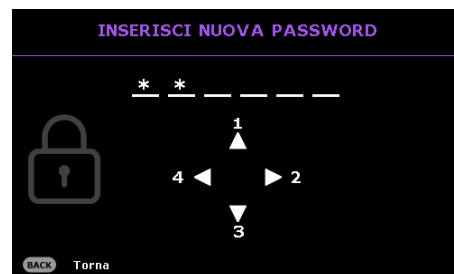 INSERISCI NUOVA PASSWORD
* * _ _ _ _
1
4 2
3
BACK Torna